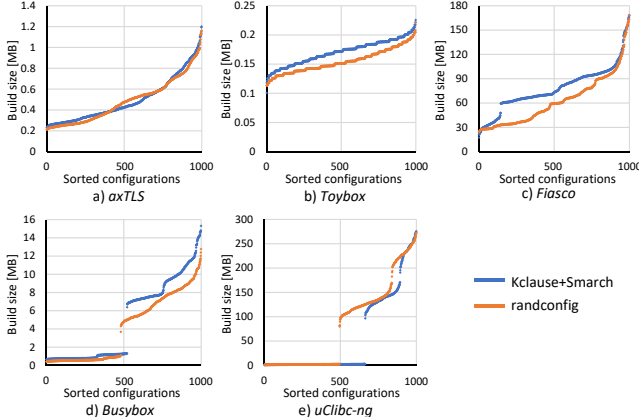 Build size [MB]
1.4
1.2
1
0.8
0.6
0.4
0.2
0
0 500 1000
Sorted configurations
a) axTLS
Build size [MB]
0.25
0.2
0.15
0.1
0.05
0
0 500 1000
Sorted configurations
b) Toybox
Build size [MB]
180
150
120
90
60
30
0 500 1000
Sorted configurations
c) Fiasco
Build size [MB]
16
14
12
10
8
6
4
2
0
0 500 1000
Sorted configurations
d) Busybox
Build size [MB]
300
250
200
150
100
50
0
0 500 1000
Sorted configurations
e) uClibc-ng
Kclause+Smarch
randconfig